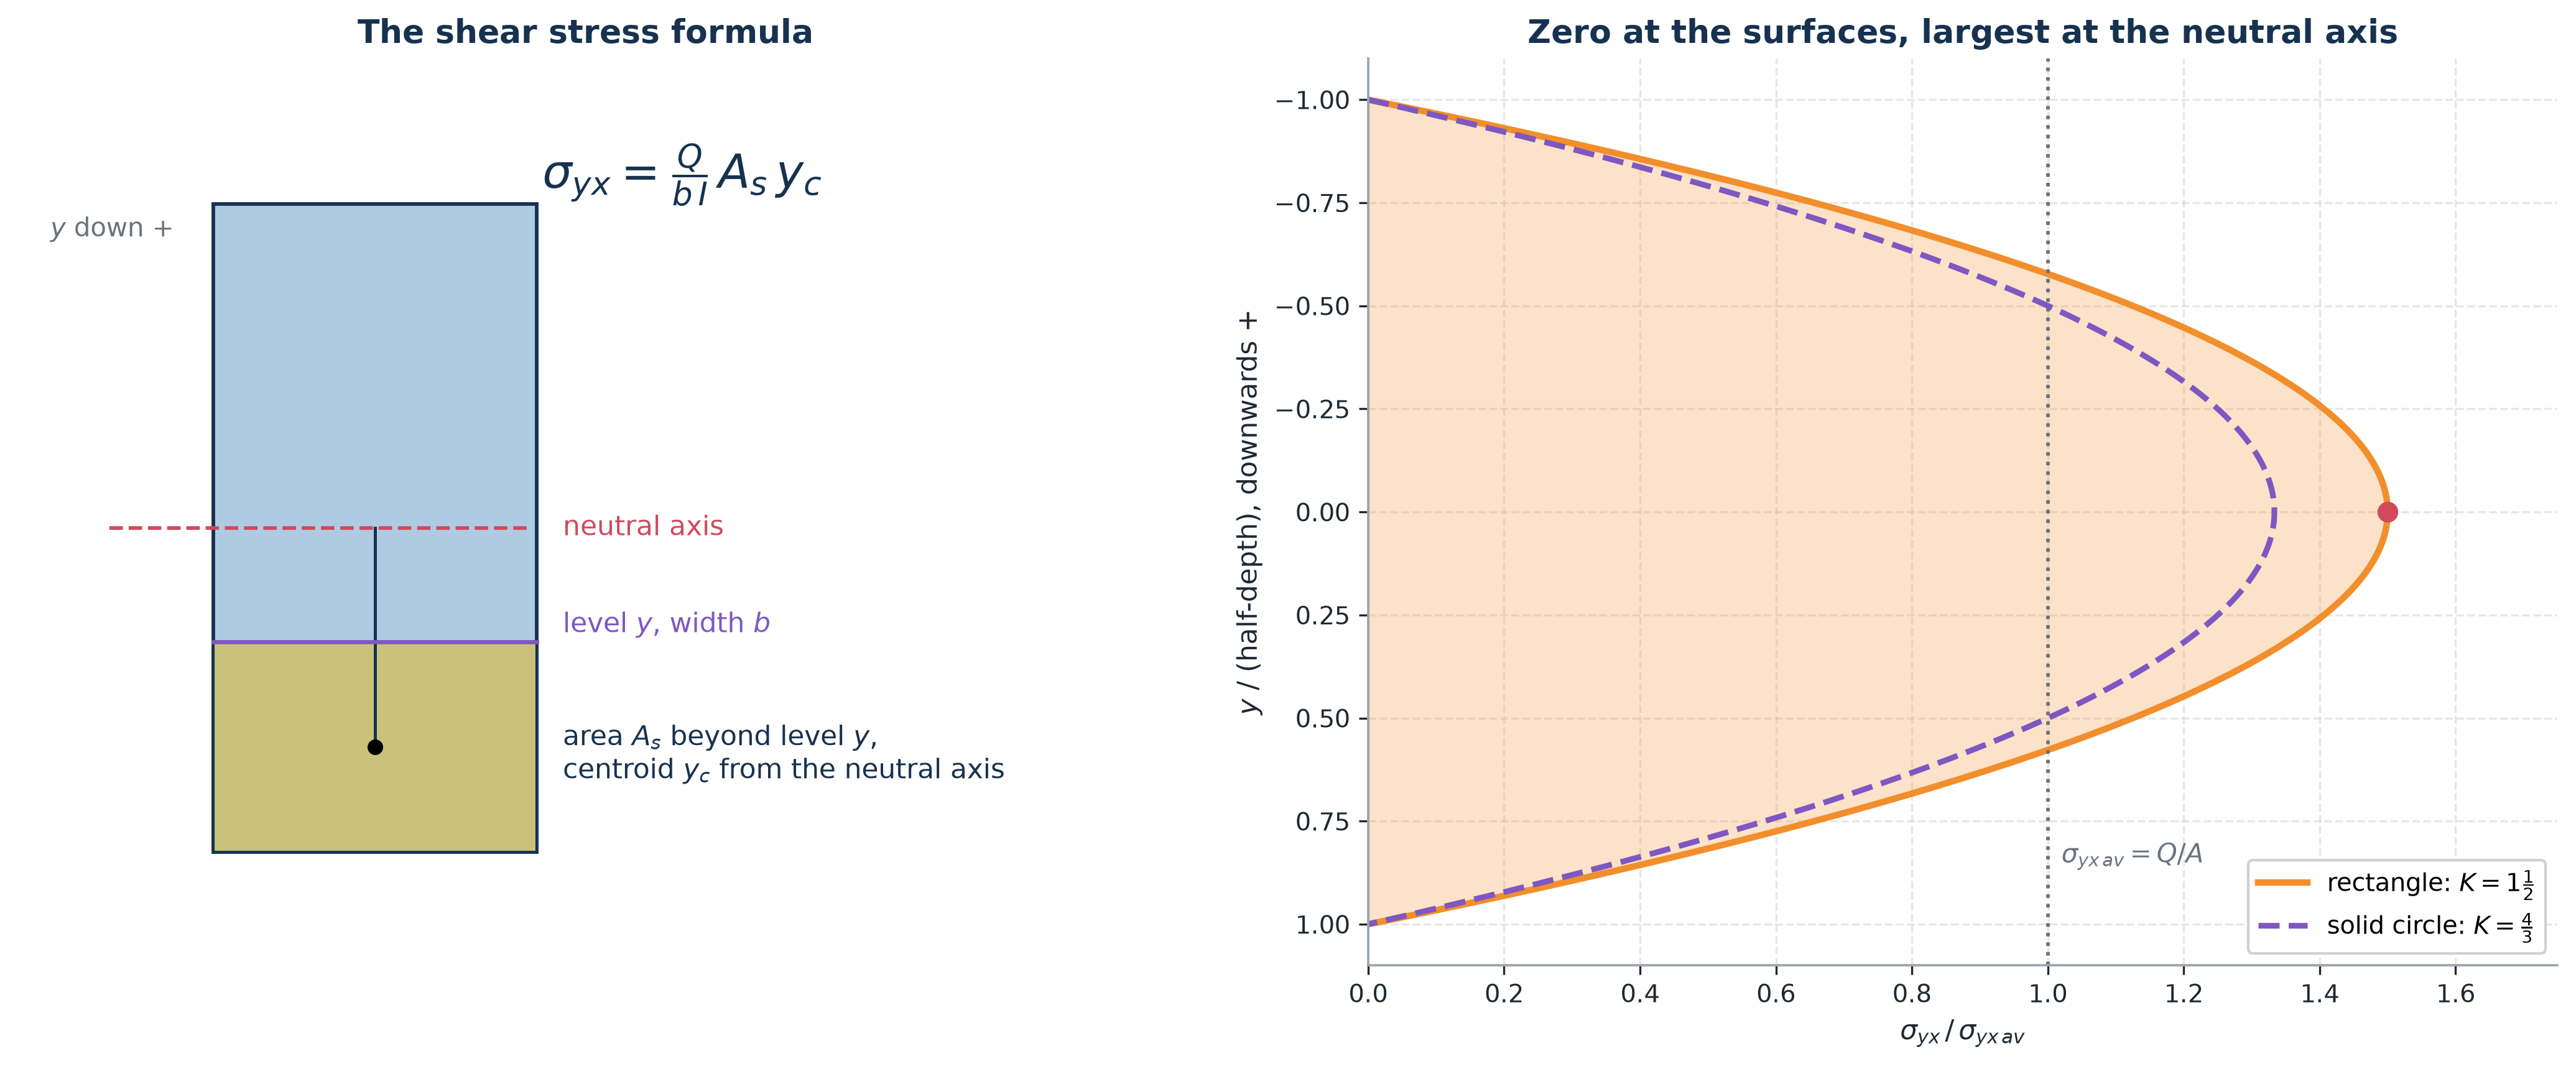 The shear stress formula
σ_yx = Q/(b I) A_s y_c
y down +
neutral axis
level y, width b
area A_s beyond level y,
centroid y_c from the neutral axis
Zero at the surfaces, largest at the neutral axis
y / (half-depth), downwards +
−1.00
−0.75
−0.50
−0.25
0.00
0.25
0.50
0.75
1.00
σ_yx av = Q/A
rectangle: K = 1 1/2
solid circle: K = 4/3
0.0 0.2 0.4 0.6 0.8 1.0 1.2 1.4 1.6
σ_yx / σ_yx av